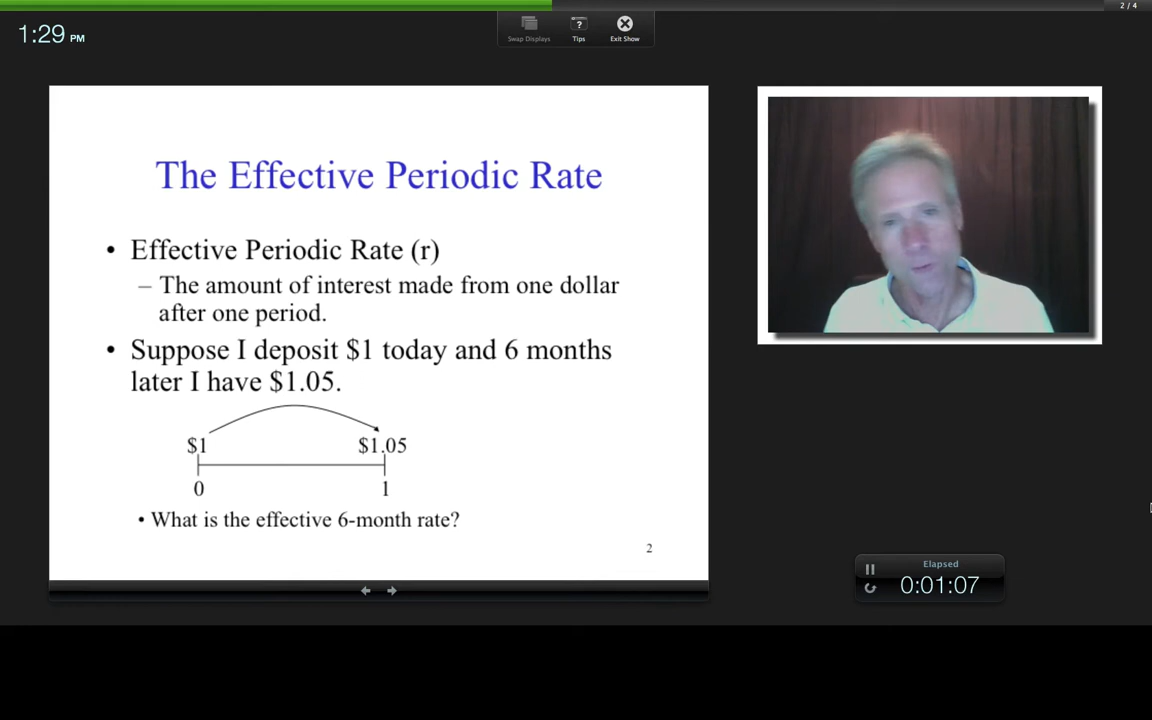 2 / 4
1:29 PM
Swap Displays
Tips
Exit Show
The Effective Periodic Rate
• Effective Periodic Rate (r)
– The amount of interest made from one dollar
after one period.
• Suppose I deposit $1 today and 6 months
later I have $1.05.
$1 $1.05
0 1
• What is the effective 6-month rate?
2
Elapsed
0:01:07